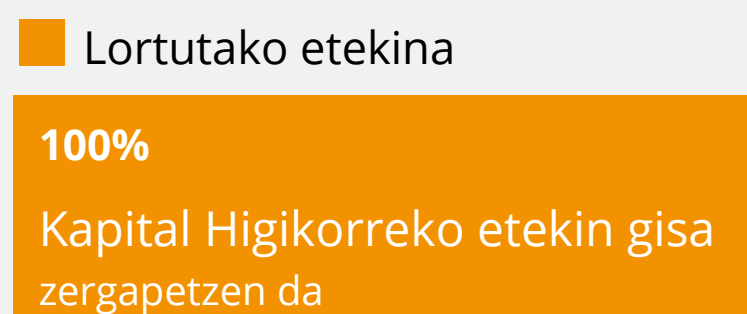 Lortutako etekina
100%
Kapital Higikorreko etekin gisa
zergapetzen da